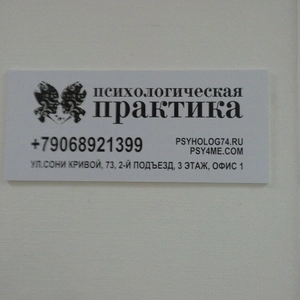 психологическая
практика
+79068921399
PSYHOLOG74.RU
PSY4ME.COM
УЛ.СОНИ КРИВОЙ, 73, 2-Й ПОДЪЕЗД, 3 ЭТАЖ, ОФИС 1